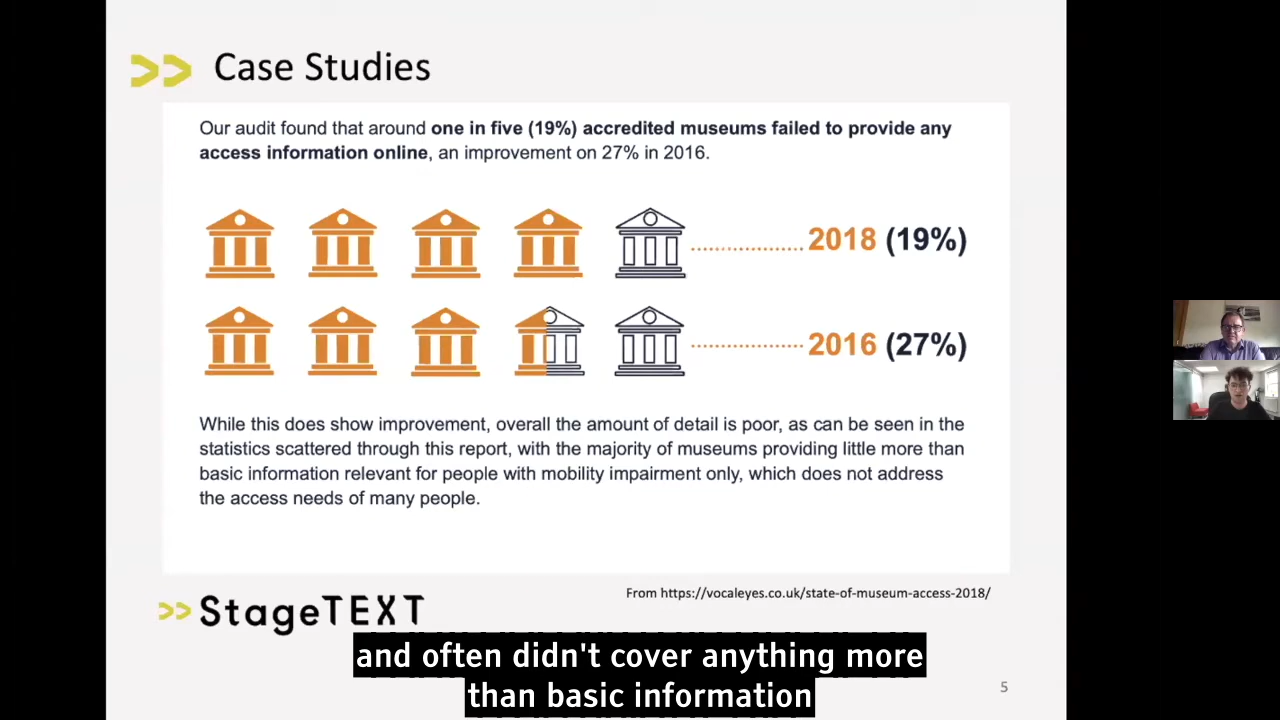 Case Studies
Our audit found that around one in five (19%) accredited museums failed to provide any
access information online, an improvement on 27% in 2016.
2018 (19%)
2016 (27%)
While this does show improvement, overall the amount of detail is poor, as can be seen in the
statistics scattered through this report, with the majority of museums providing little more than
basic information relevant for people with mobility impairment only, which does not address
the access needs of many people.
From https://vocaleyes.co.uk/state-of-museum-access-2018/
StageTEXT
and often didn't cover anything more
than basic information
5